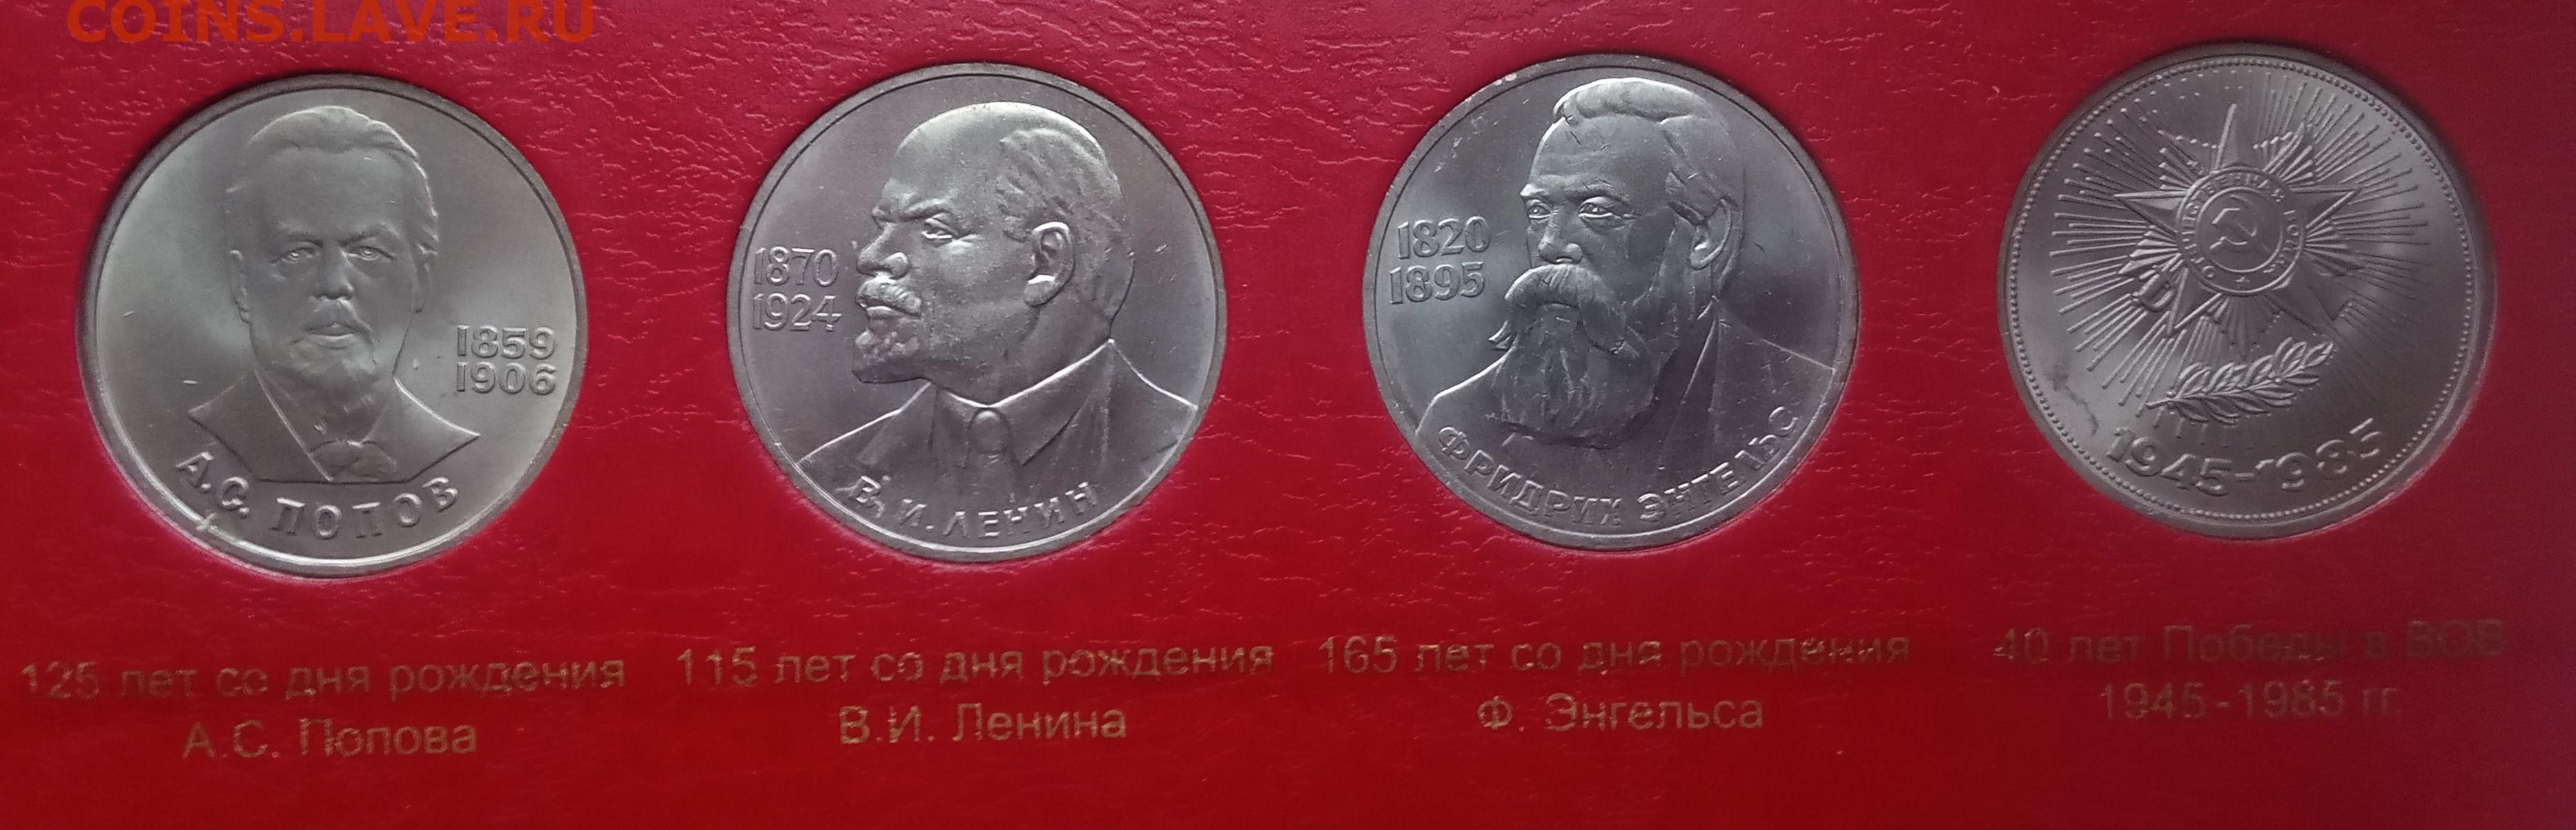 COINS.LAVE.RU
1859
1906
А.С. ПОПОВ
1870
1924
В. И. ЛЕНИН
1820
1895
ФРИДРИХ ЭНГЕЛЬС
ОТЕЧЕСТВЕННАЯ ВОЙНА
1945-1985
125 лет со дня рождения
А.С. Попова
115 лет со дня рождения
В.И. Ленина
165 лет со дня рождения
Ф. Энгельса
40 лет Победы в ВОВ
1945-1985 гг.